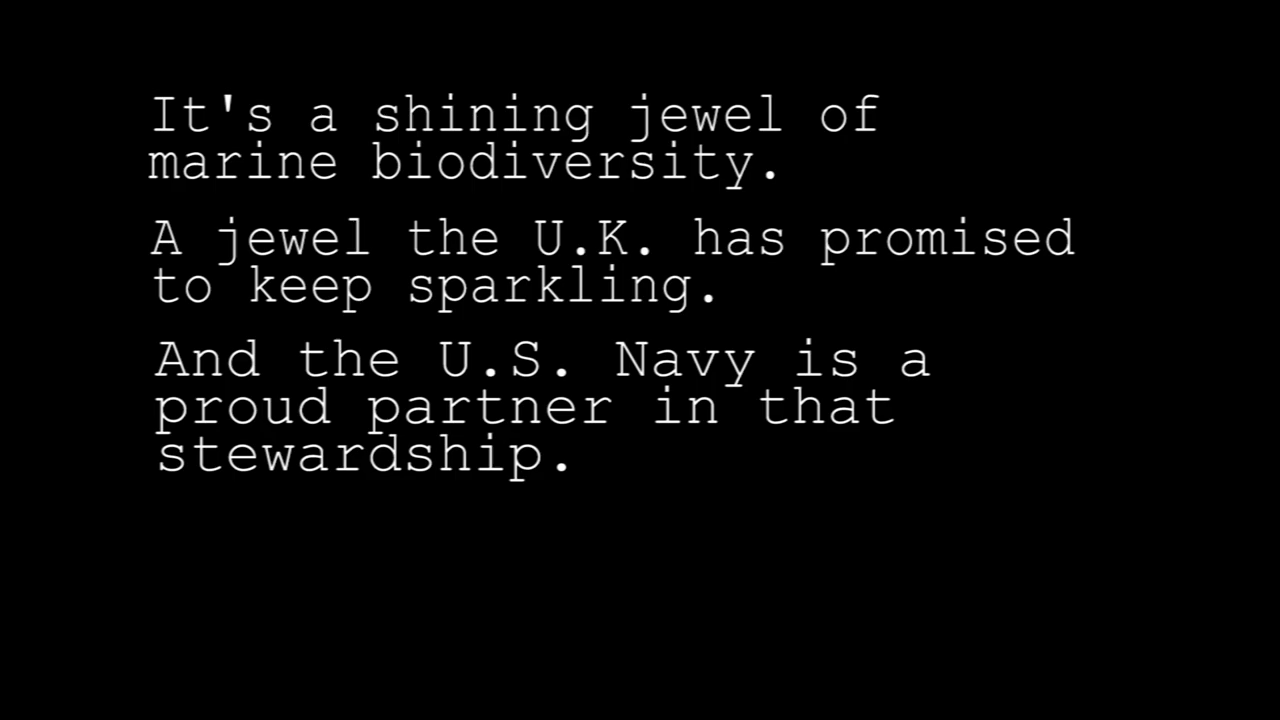 It's a shining jewel of
marine biodiversity.
A jewel the U.K. has promised
to keep sparkling.
And the U.S. Navy is a
proud partner in that
stewardship.